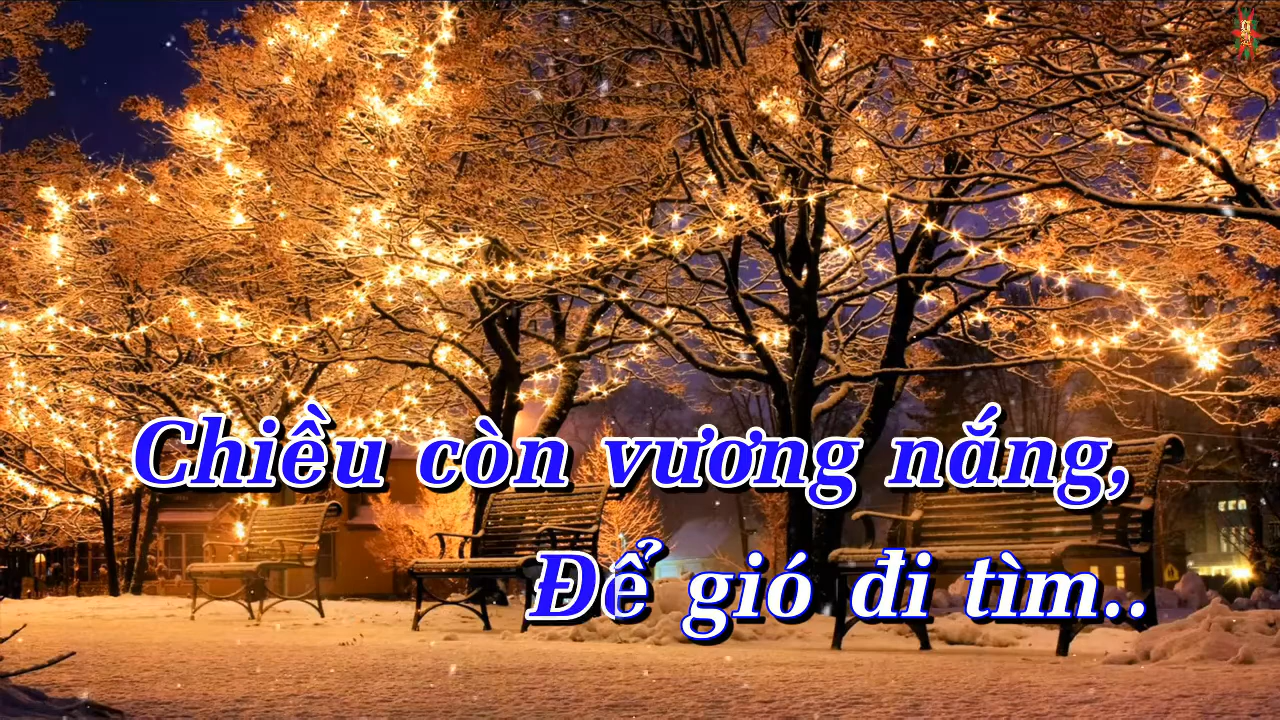 Chiều còn vương nắng,
Để gió đi tìm..